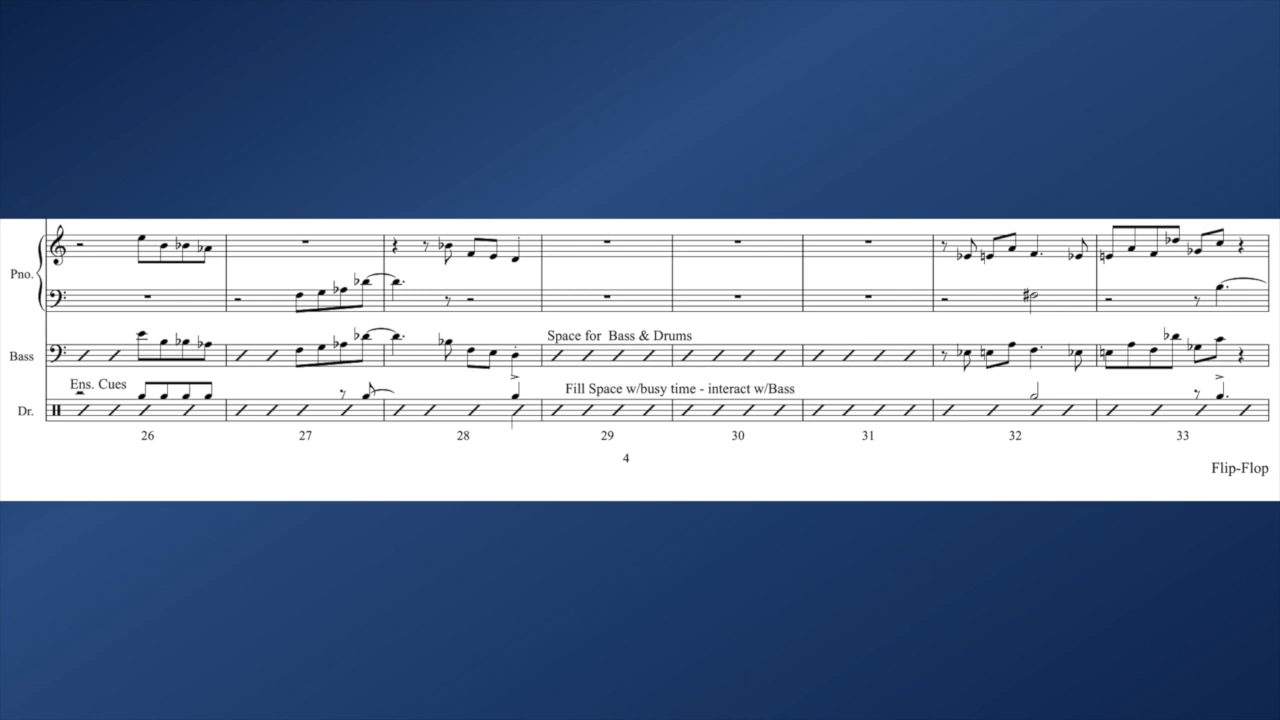 Pno.
Bass
Space for Bass & Drums
Ens. Cues
Fill Space w/busy time - interact w/Bass
Dr.
26 27 28 29 30 31 32 33
4
Flip-Flop